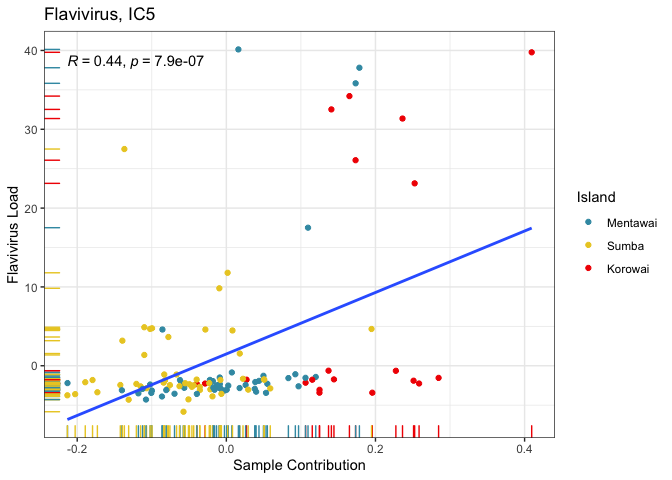 Flavivirus, IC5
R = 0.44, p = 7.9e-07
40
30
20
10
0
Flavivirus Load
-0.2 0.0 0.2 0.4
Sample Contribution
Island
Mentawai
Sumba
Korowai